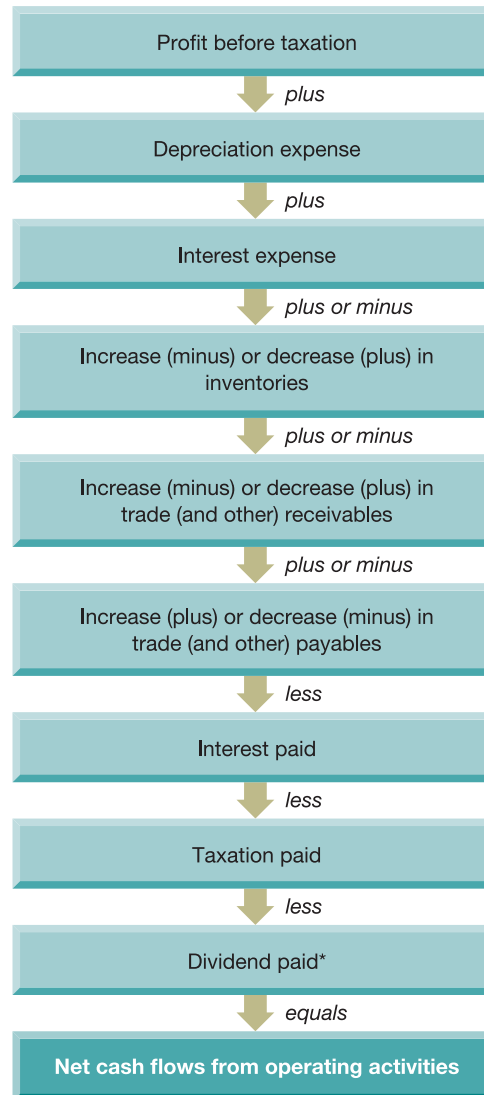 Profit before taxation
plus
Depreciation expense
plus
Interest expense
plus or minus
Increase (minus) or decrease (plus) in
inventories
plus or minus
Increase (minus) or decrease (plus) in
trade (and other) receivables
plus or minus
Increase (plus) or decrease (minus) in
trade (and other) payables
less
Interest paid
less
Taxation paid
less
Dividend paid*
equals
Net cash flows from operating activities